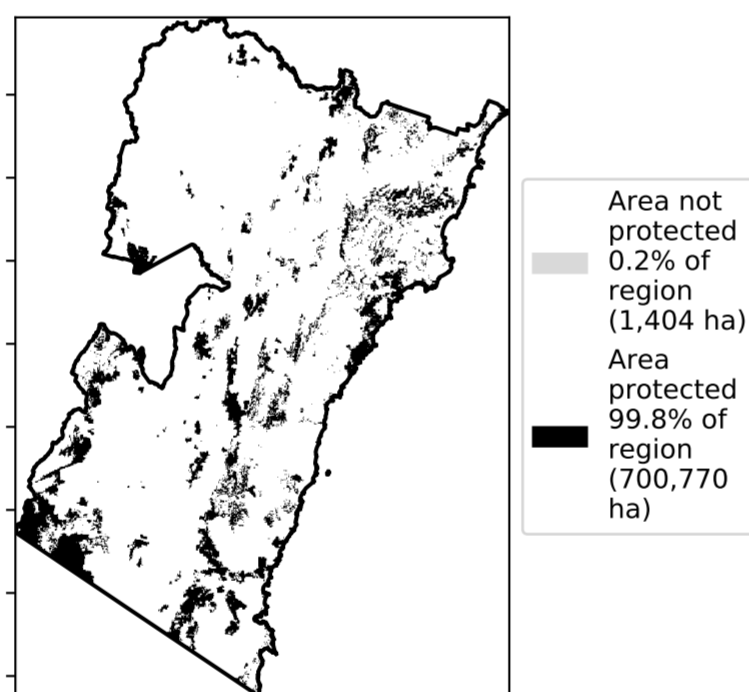 Area not
protected
0.2% of
region
(1,404 ha)
Area
protected
99.8% of
region
(700,770
ha)